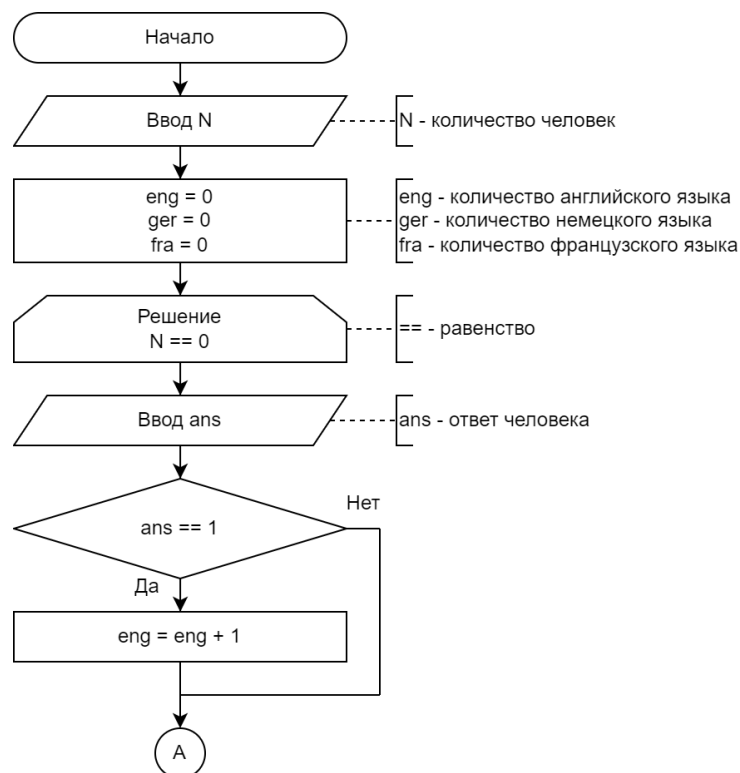 Начало
Ввод N
N - количество человек
eng = 0
ger = 0
fra = 0
eng - количество английского языка
ger - количество немецкого языка
fra - количество французского языка
Решение
N == 0
== - равенство
Ввод ans
ans - ответ человека
Нет
ans == 1
Да
eng = eng + 1
A